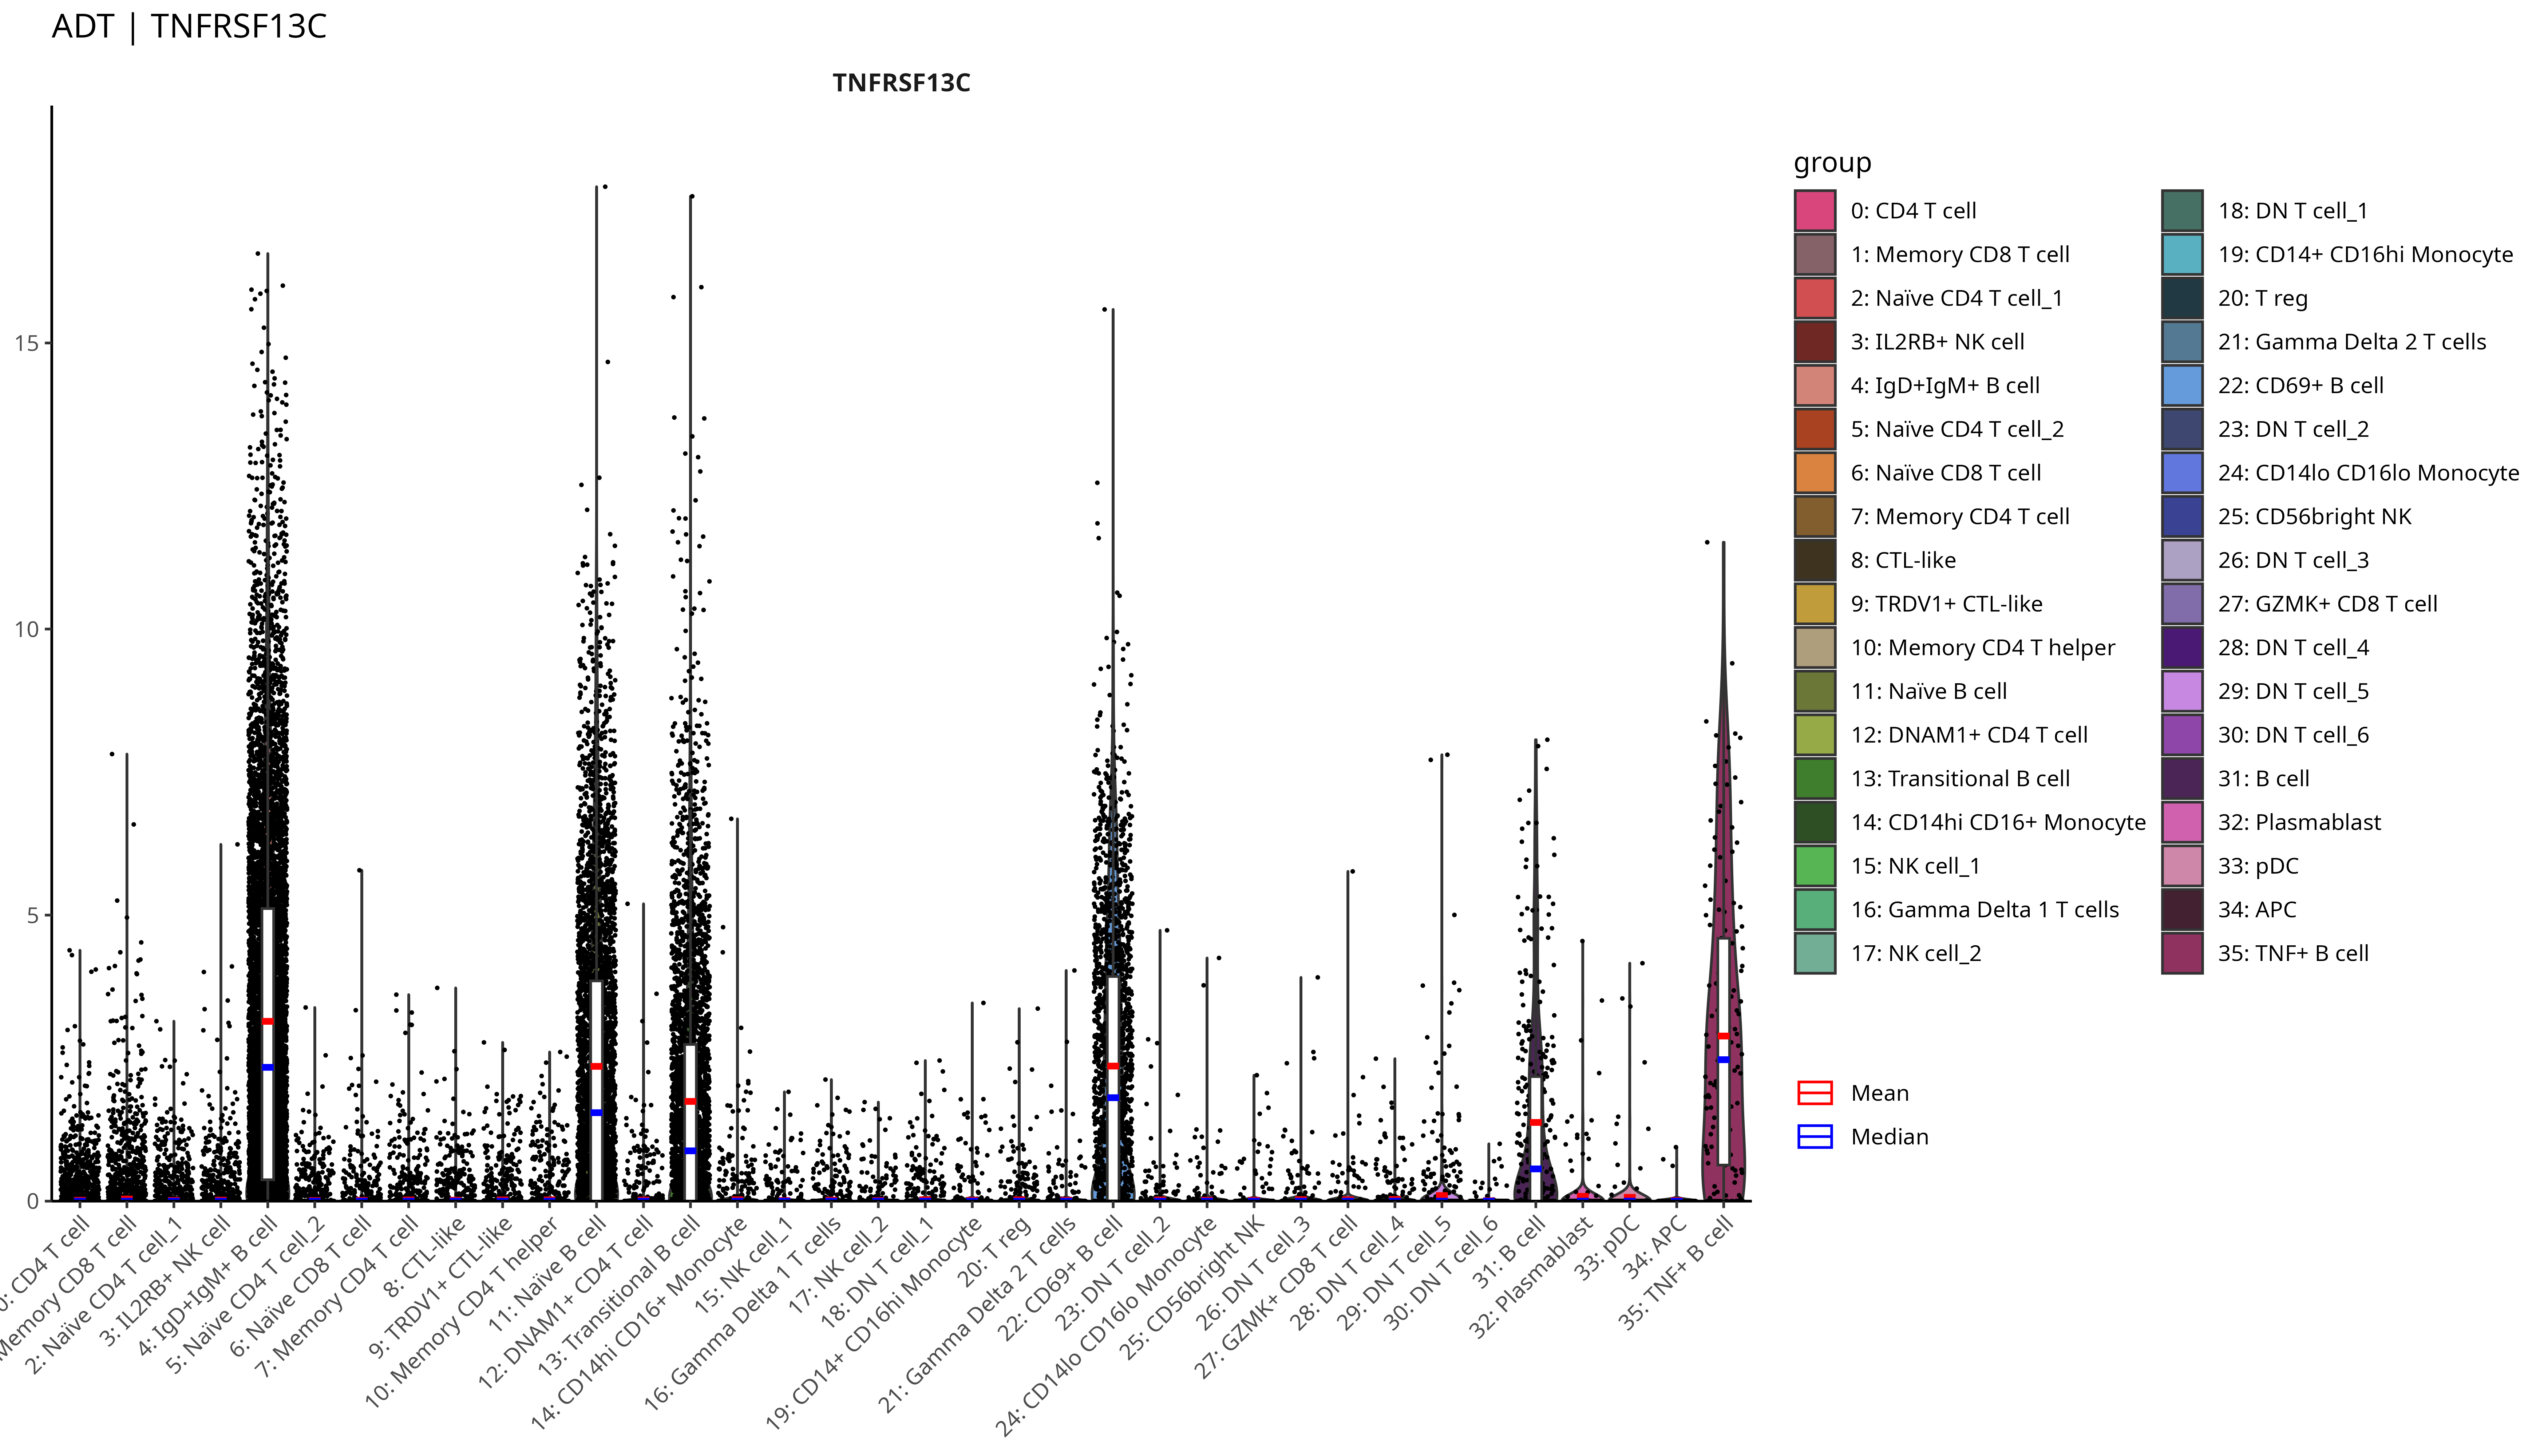 ADT | TNFRSF13C
TNFRSF13C
15
10
5
0
0: CD4 T cell
Memory CD8 T cell
2: Naïve CD4 T cell_1
3: IL2RB+ NK cell
4: IgD+IgM+ B cell
5: Naïve CD4 T cell_2
6: Naïve CD8 T cell
7: Memory CD4 T cell
8: CTL-like
9: TRDV1+ CTL-like
10: Memory CD4 T helper
11: Naïve B cell
12: DNAM1+ CD4 T cell
13: Transitional B cell
14: CD14hi CD16+ Monocyte
15: NK cell_1
16: Gamma Delta 1 T cells
17: NK cell_2
18: DN T cell_1
19: CD14+ CD16hi Monocyte
20: T reg
21: Gamma Delta 2 T cells
22: CD69+ B cell
23: DN T cell_2
24: CD14lo CD16lo Monocyte
25: CD56bright NK
26: DN T cell_3
27: GZMK+ CD8 T cell
28: DN T cell_4
29: DN T cell_5
30: DN T cell_6
31: B cell
32: Plasmablast
33: pDC
34: APC
35: TNF+ B cell
group
0: CD4 T cell
1: Memory CD8 T cell
2: Naïve CD4 T cell_1
3: IL2RB+ NK cell
4: IgD+IgM+ B cell
5: Naïve CD4 T cell_2
6: Naïve CD8 T cell
7: Memory CD4 T cell
8: CTL-like
9: TRDV1+ CTL-like
10: Memory CD4 T helper
11: Naïve B cell
12: DNAM1+ CD4 T cell
13: Transitional B cell
14: CD14hi CD16+ Monocyte
15: NK cell_1
16: Gamma Delta 1 T cells
17: NK cell_2
18: DN T cell_1
19: CD14+ CD16hi Monocyte
20: T reg
21: Gamma Delta 2 T cells
22: CD69+ B cell
23: DN T cell_2
24: CD14lo CD16lo Monocyte
25: CD56bright NK
26: DN T cell_3
27: GZMK+ CD8 T cell
28: DN T cell_4
29: DN T cell_5
30: DN T cell_6
31: B cell
32: Plasmablast
33: pDC
34: APC
35: TNF+ B cell
Mean
Median